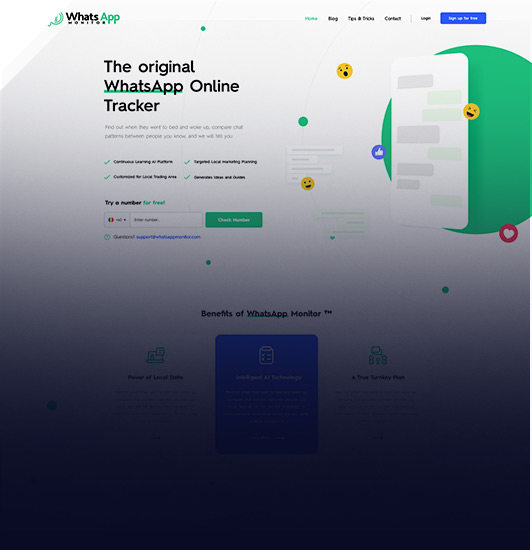 Whats App
MONITOR
Home Blog Tips & Tricks Contact Login Sign up for free
The original
WhatsApp Online
Tracker
Find out when they went to bed and woke up, compare chat
patterns between people you know, and we will tell you
Continuous Learning AI Platform
Targeted Local Marketing Planning
Customized for Local Trading Area
Generates Ideas and Guides
Try a number for free!
Enter number..
Check Number
Questions? support@whatsappmonitor.com
Benefits of WhatsApp Monitor ™
Power of Local Data
Intelligent AI Technology
A True Turnkey Plan